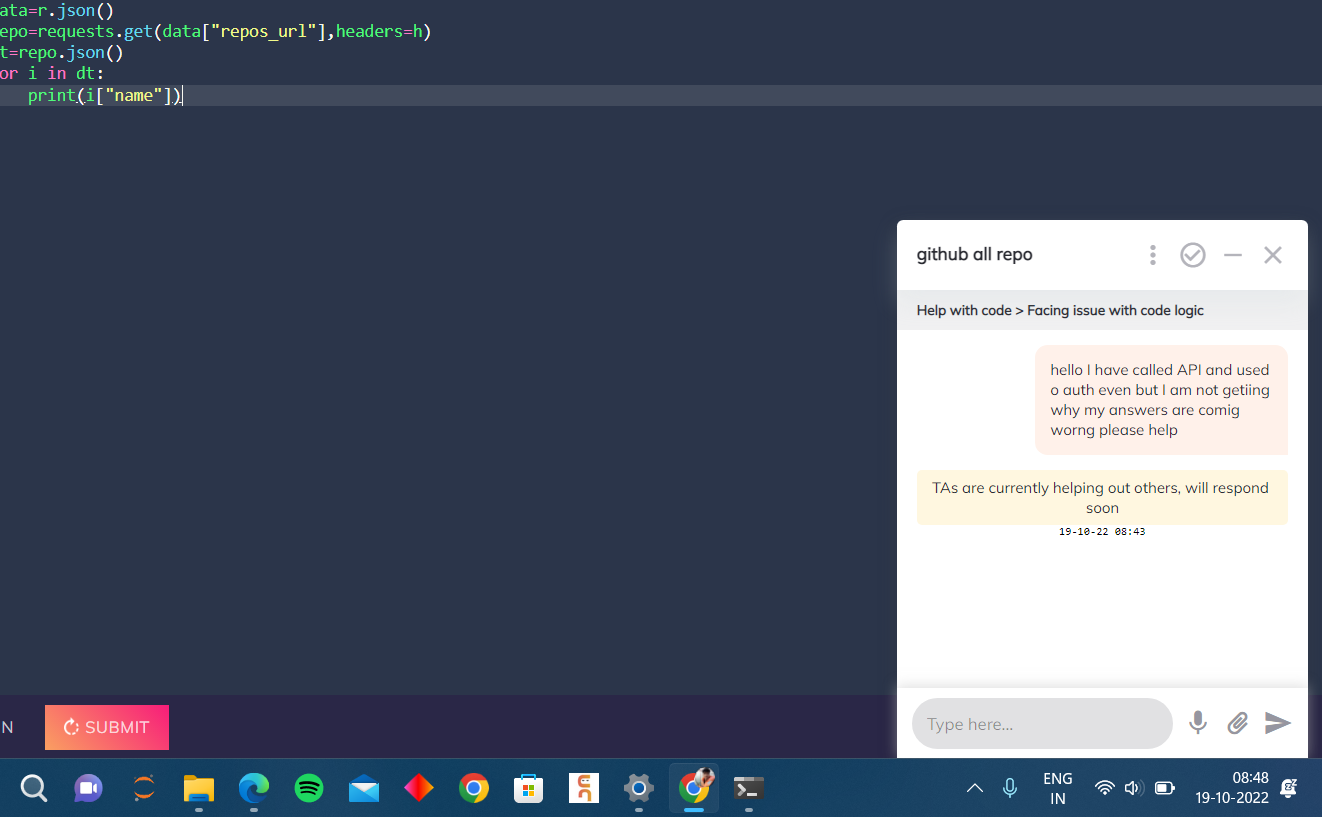 ata=r.json()
epo=requests.get(data["repos_url"],headers=h)
t=repo.json()
or i in dt:
print(i["name"])
github all repo
Help with code > Facing issue with code logic
hello I have called API and used
o auth even but I am not getiing
why my answers are comig
worng please help
TAs are currently helping out others, will respond
soon
19-10-22 08:43
Type here...
N
SUBMIT
ENG
IN
08:48
19-10-2022